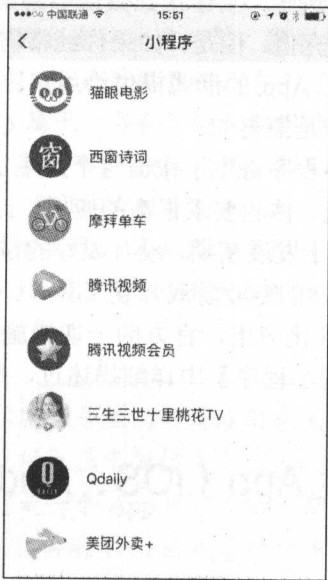 中国联通 15:51
小程序
猫眼电影
窗
西窗诗词
摩拜单车
腾讯视频
腾讯视频会员
三生三世十里桃花TV
Q
Qdaily
美团外卖+